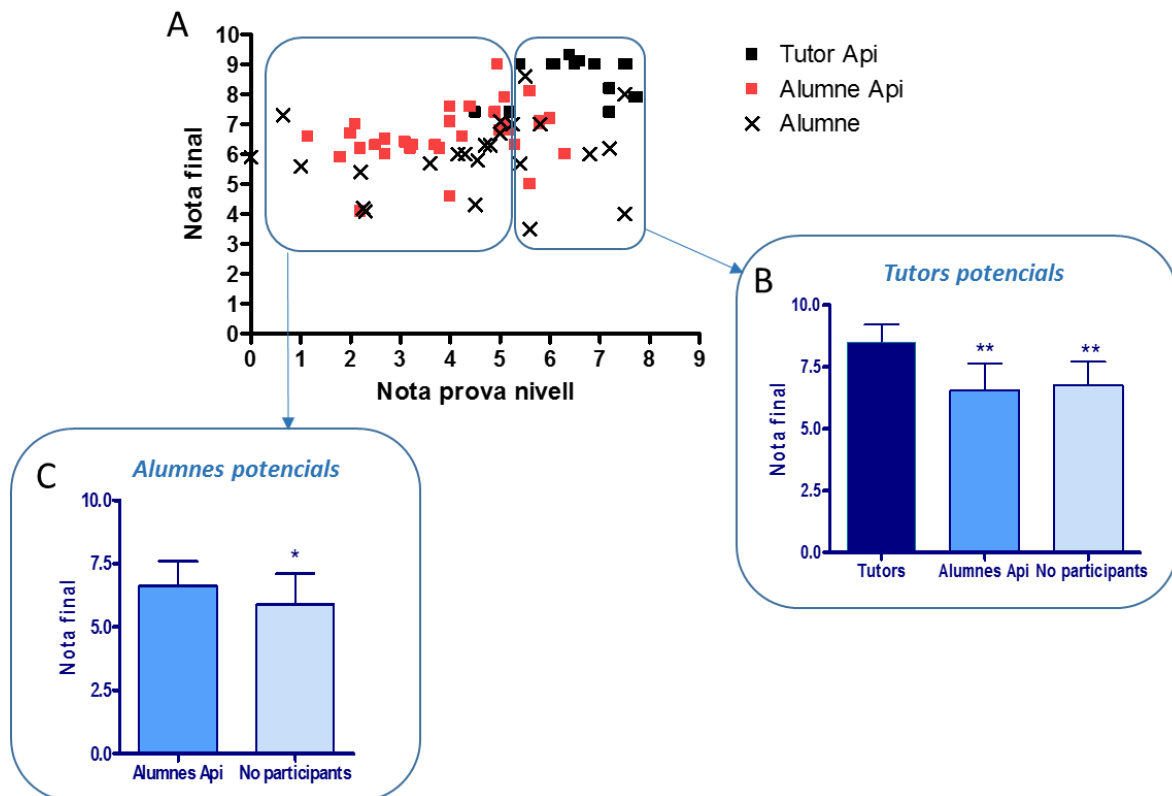 A
10
9
8
7
6
5
4
3
2
1
0
Nota final
0 1 2 3 4 5 6 7 8 9
Nota prova nivell
Tutor Api
Alumne Api
Alumne
B
Tutors potencials
10.0
7.5
5.0
2.5
0.0
Nota final
** **
Tutors Alumnes Api No participants
C
Alumnes potencials
10.0
7.5
5.0
2.5
0.0
Nota final
*
Alumnes Api No participants